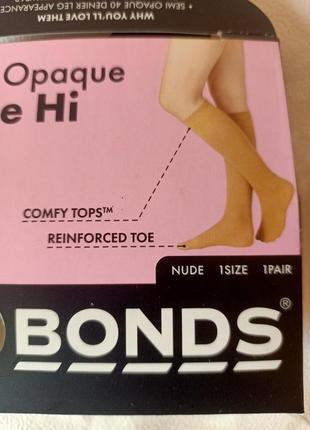 WHY YOU'LL LOVE THEM
• SEMI OPAQUE 40 DENIER LEG APPEARANCE
Opaque
e Hi
COMFY TOPS™
REINFORCED TOE
NUDE 1SIZE 1PAIR
BONDS®